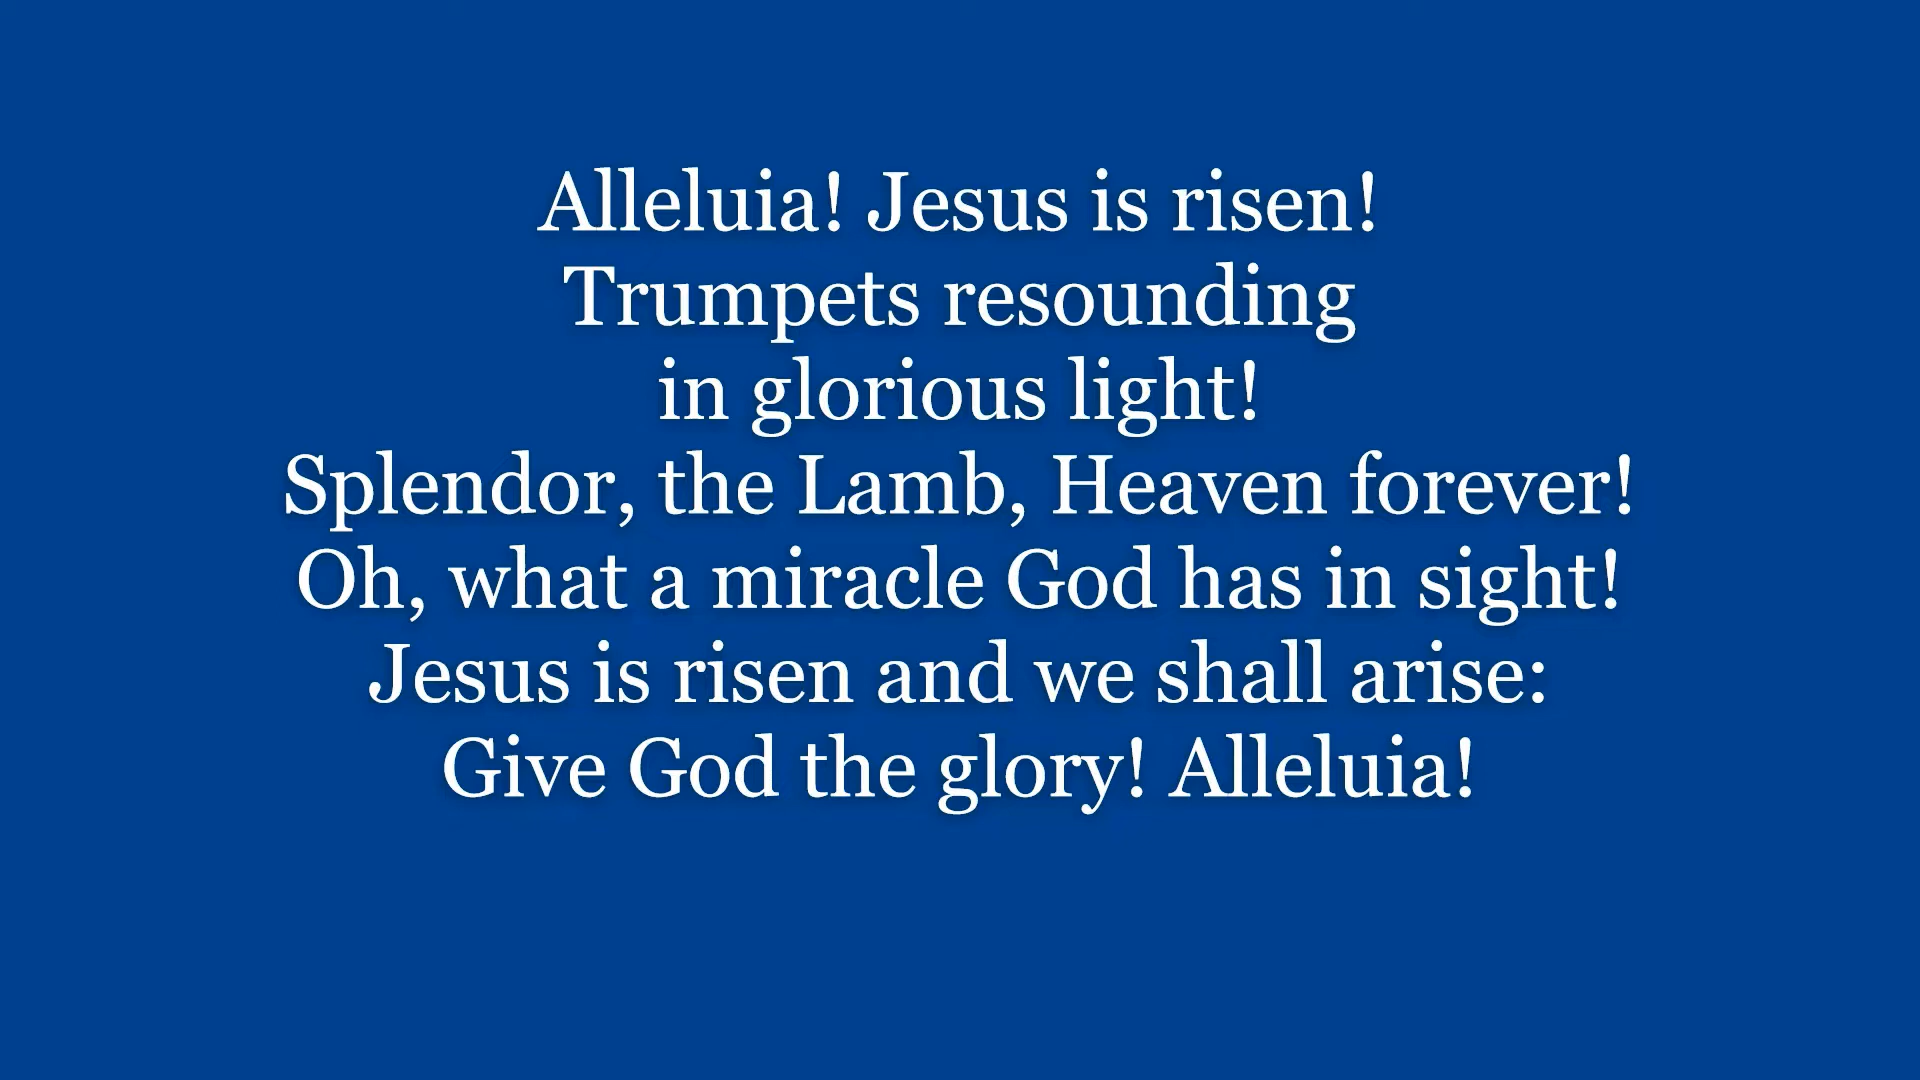 Alleluia! Jesus is risen!
Trumpets resounding
in glorious light!
Splendor, the Lamb, Heaven forever!
Oh, what a miracle God has in sight!
Jesus is risen and we shall arise:
Give God the glory! Alleluia!